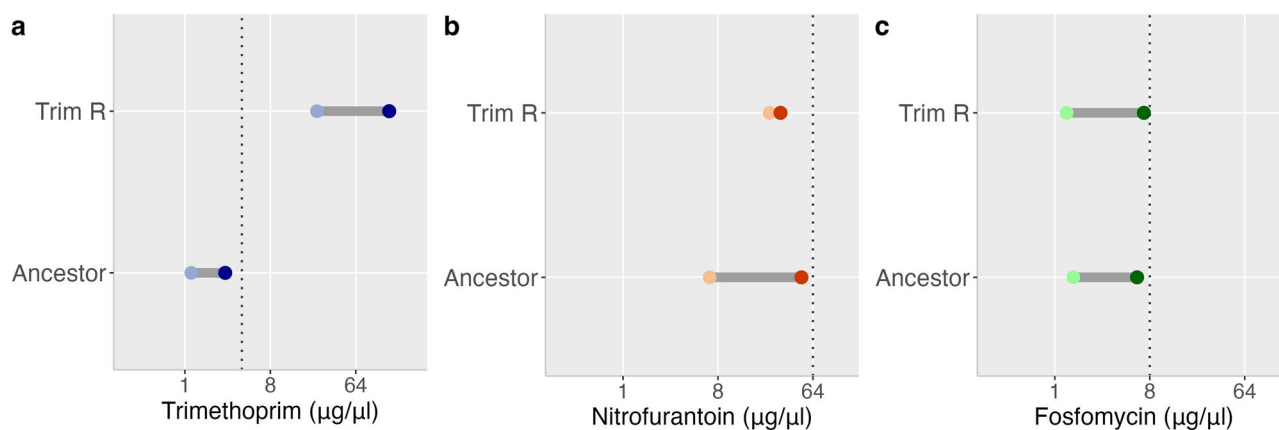 a
Trim R
Ancestor
1 8 64
Trimethoprim (µg/µl)
b
Trim R
Ancestor
1 8 64
Nitrofurantoin (µg/µl)
c
Trim R
Ancestor
1 8 64
Fosfomycin (µg/µl)